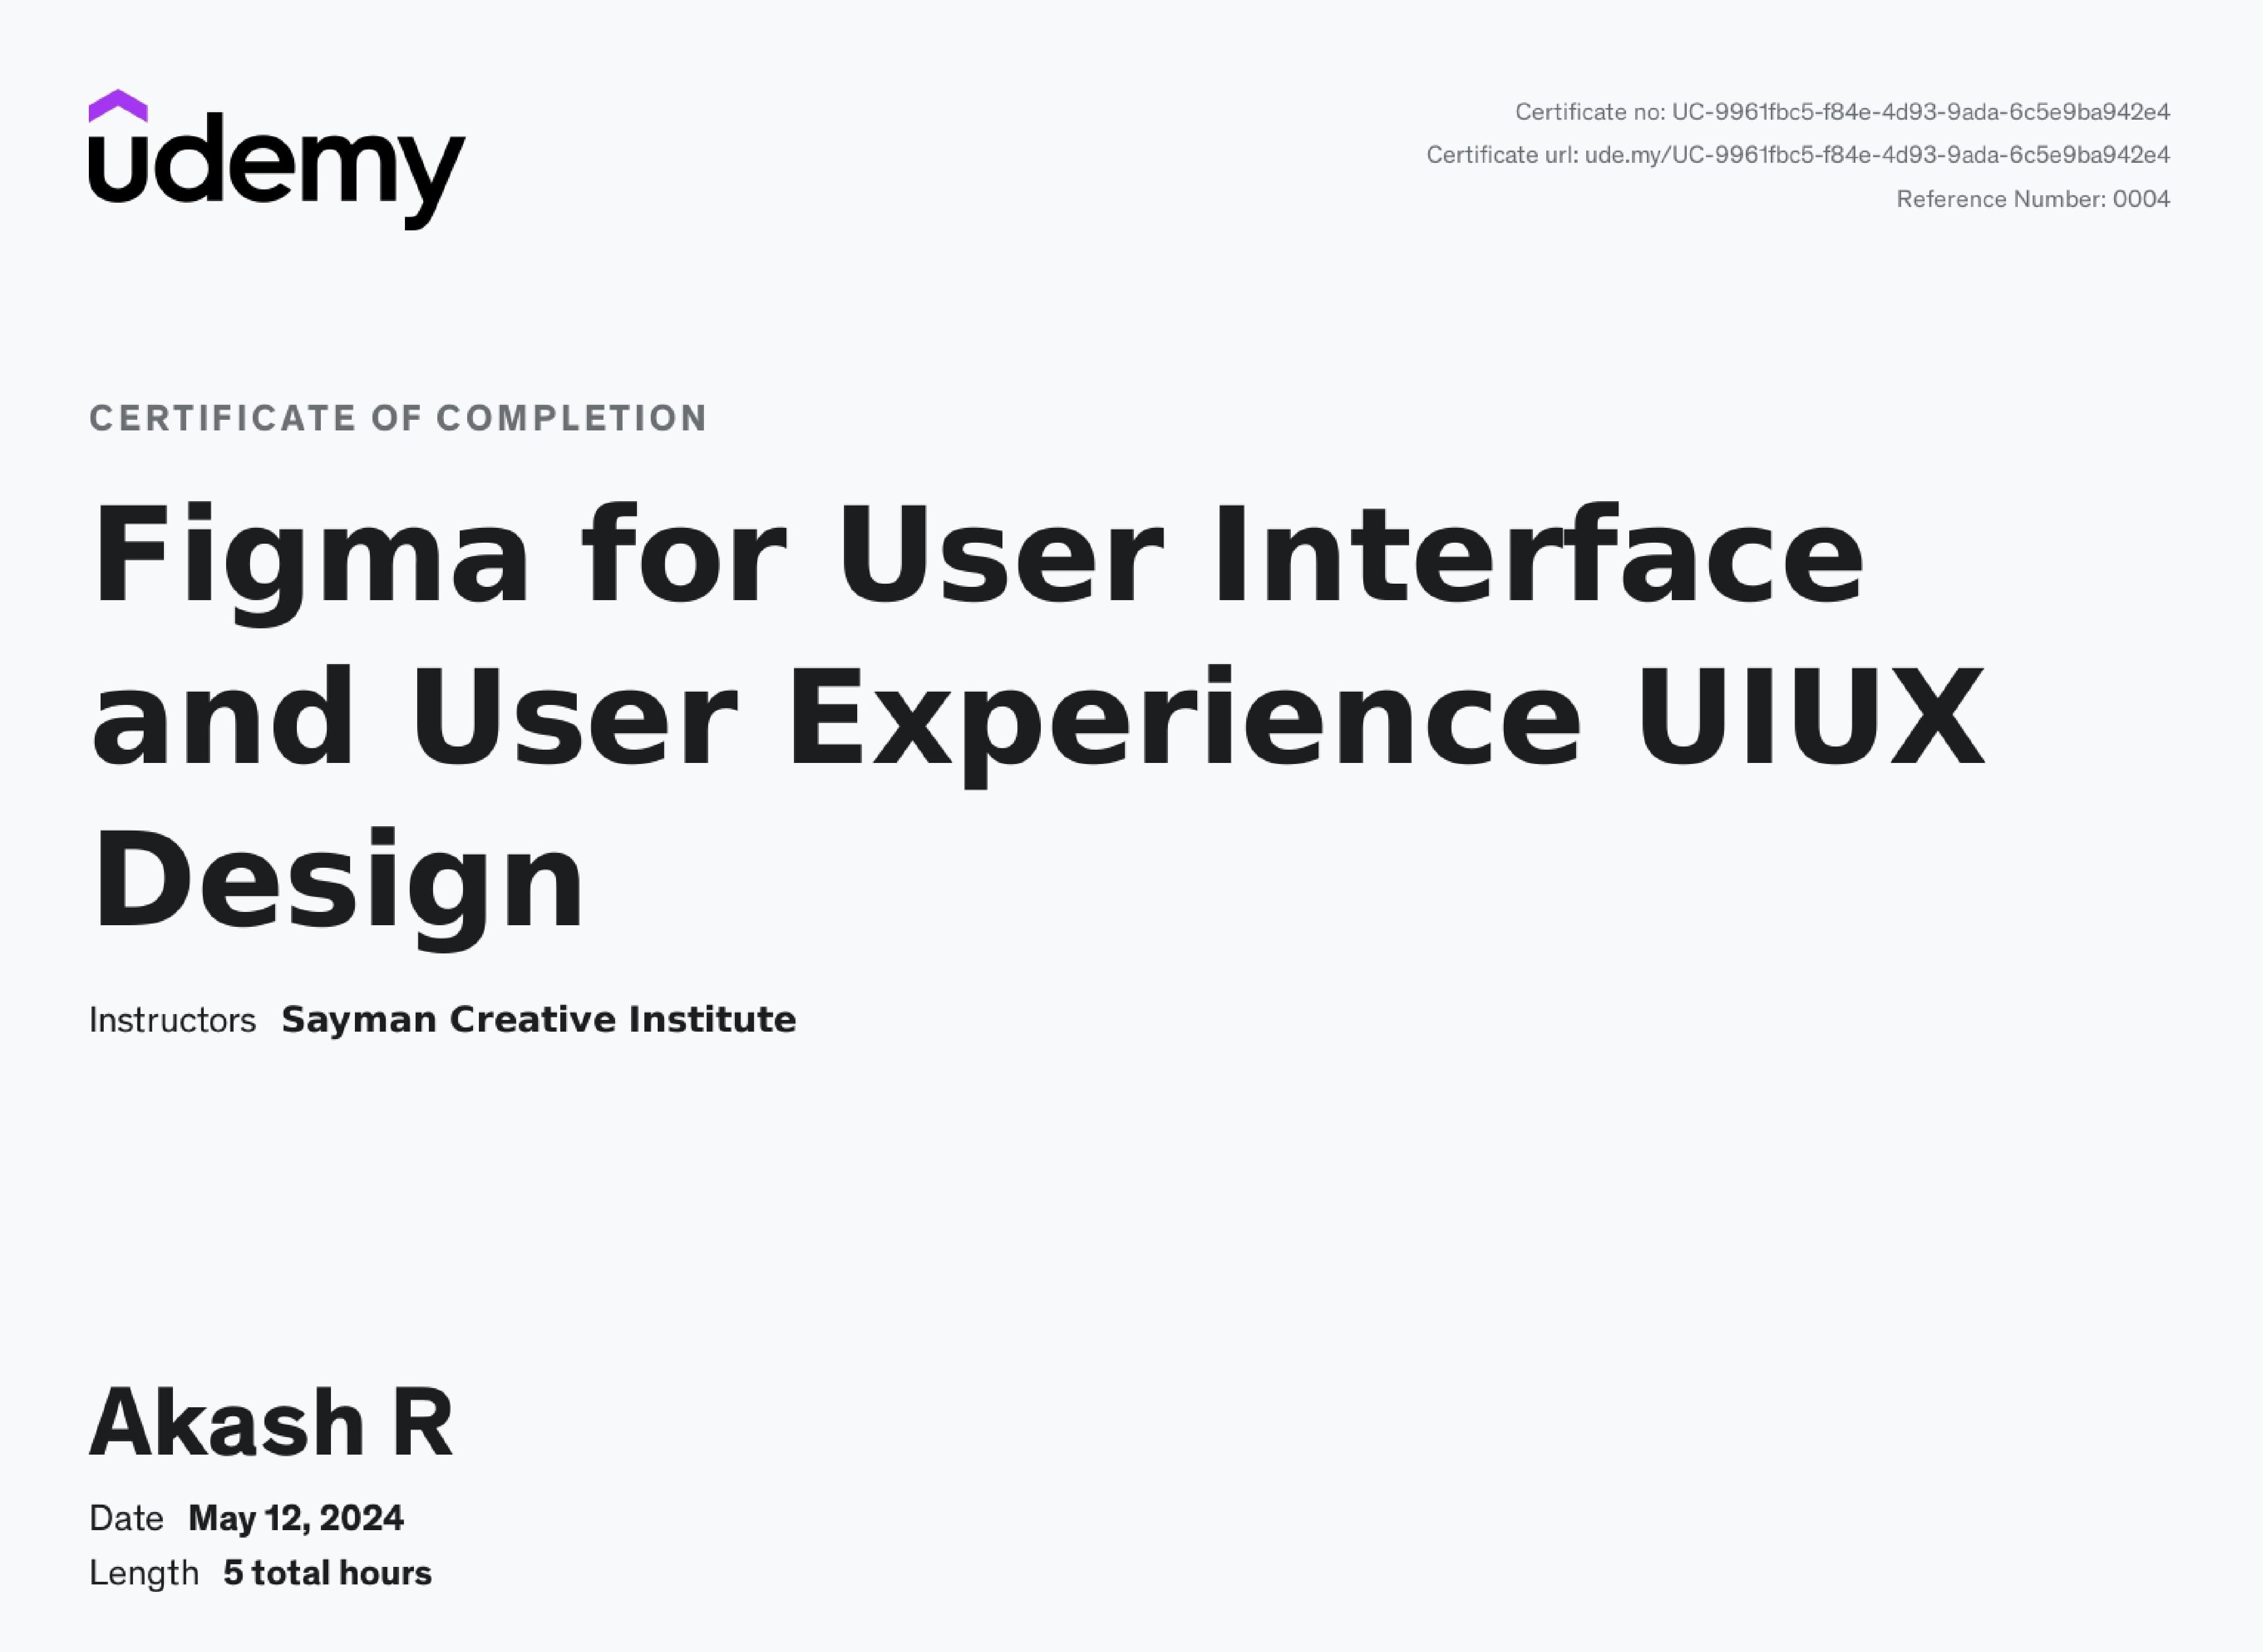 udemy
Certificate no: UC-9961fbc5-f84e-4d93-9ada-6c5e9ba942e4
Certificate url: ude.my/UC-9961fbc5-f84e-4d93-9ada-6c5e9ba942e4
Reference Number: 0004
CERTIFICATE OF COMPLETION
Figma for User Interface
and User Experience UIUX
Design
Instructors Sayman Creative Institute
Akash R
Date May 12, 2024
Length 5 total hours